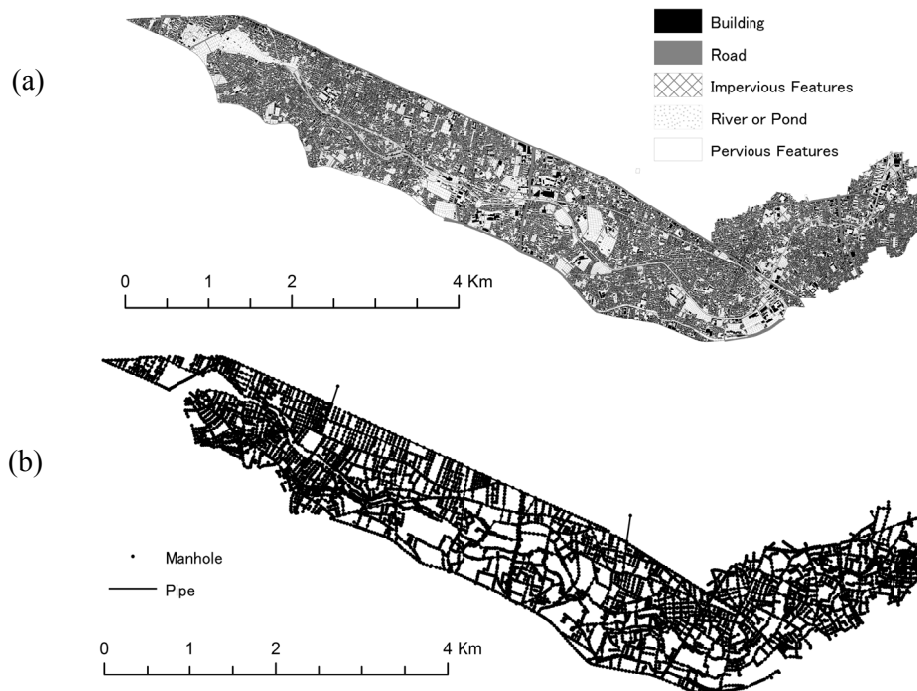 (a)
Building
Road
Impervious Features
River or Pond
Pervious Features
0 1 2 4 Km
(b)
Manhole
Pipe
0 1 2 4 Km